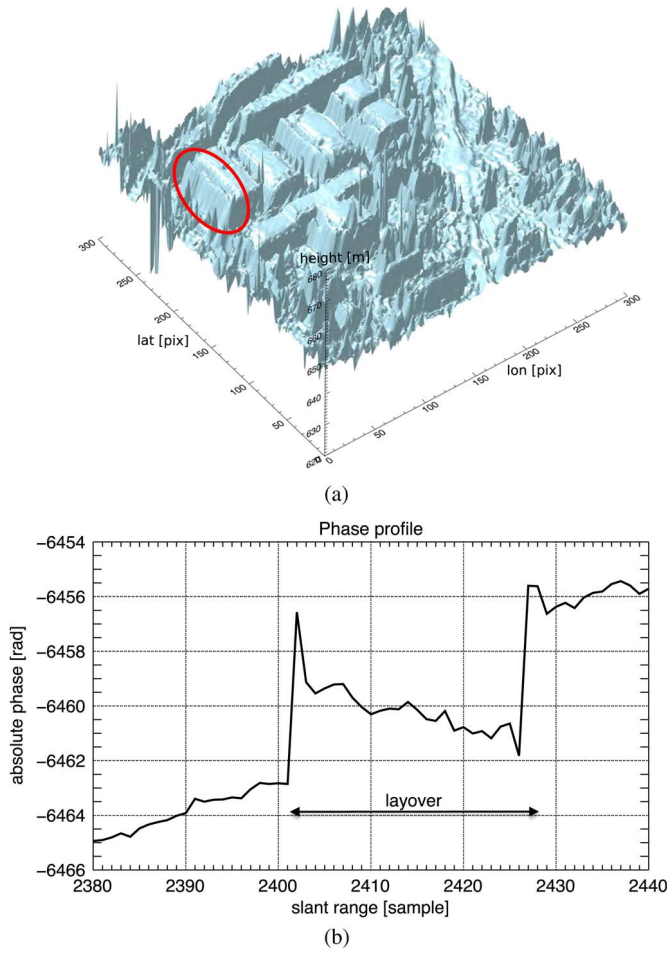 height [m]
680
670
660
650
640
630
620
0
300
250
200
150
100
50
lat [pix]
0
50
100
150
200
250
300
lon [pix]
(a)
Phase profile
−6454
−6456
−6458
−6460
−6462
−6464
−6466
absolute phase [rad]
layover
2380 2390 2400 2410 2420 2430 2440
slant range [sample]
(b)